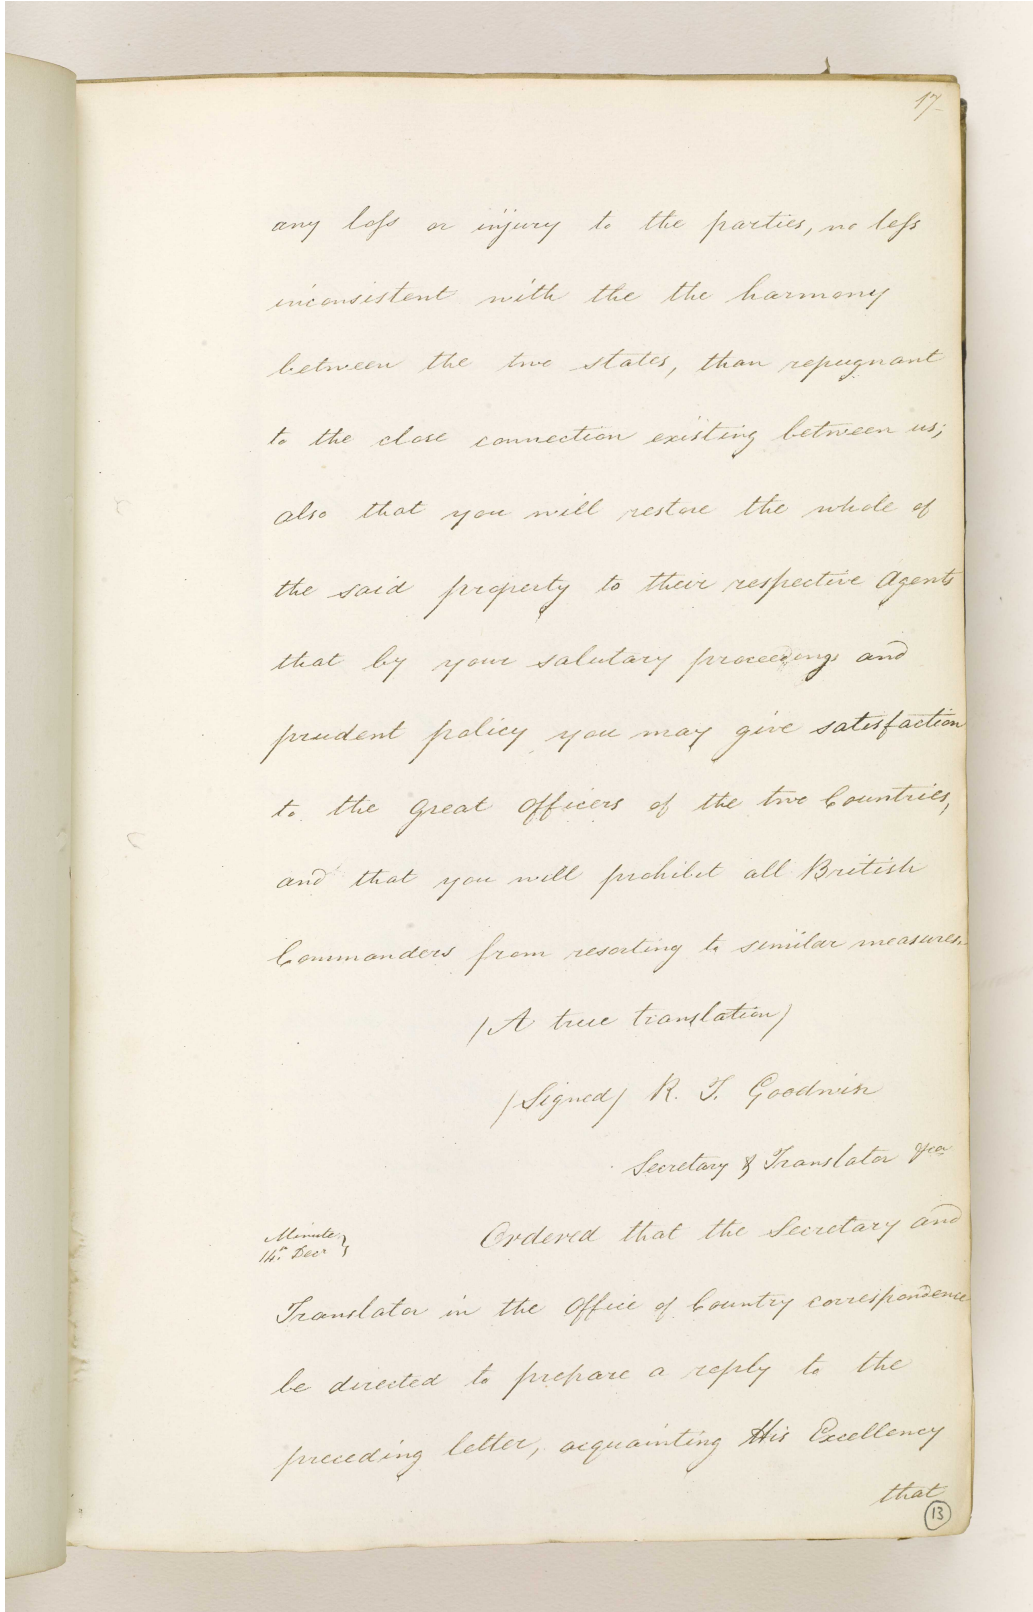 17
any loſs or injury to the parties, no leſs
inconsistent with the the harmony
between the two states, than repugnant
to the close connection existing between us;
also that you will restore the whole of
the said property to their respective Agents
that by your salutary proceedings and
prudent policy you may give satisfaction
to the Great Officers of the two Countries,
and that you will prohibit all British
Commanders from resorting to similar measures.
(A true translation)
(Signed) R. T. Goodwin
Secretary & Translator
Minute
14th Decr
Ordered that the Secretary and
Translator in the Office of Country correspondence
be directed to prepare a reply to the
preceding letter, acquainting His Excellency
that
13